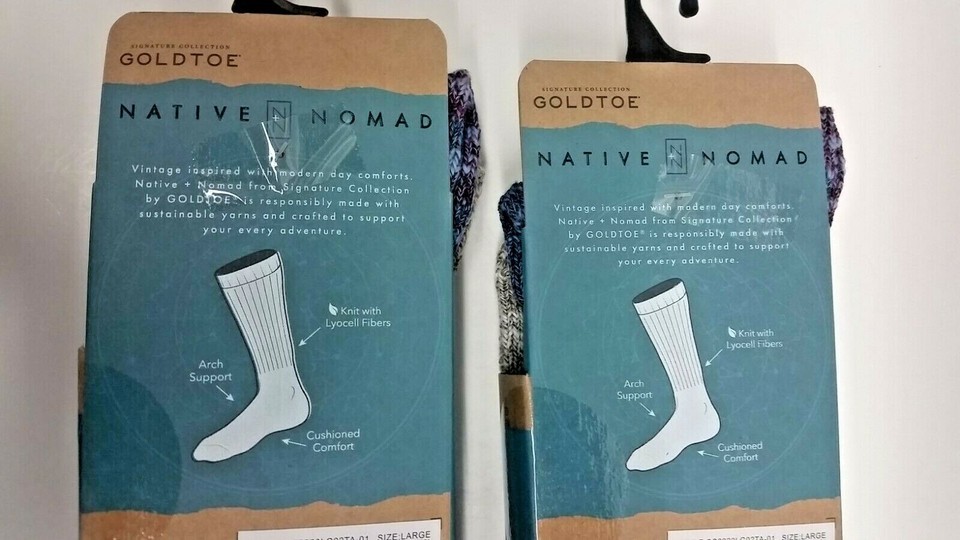 SIGNATURE COLLECTION
GOLDTOE
NATIVE N NOMAD
Vintage inspired with modern day comforts.
Native + Nomad from Signature Collection
by GOLDTOE® is responsibly made with
sustainable yarns and crafted to support
your every adventure.
Knit with
Lyocell Fibers
Arch
Support
Cushioned
Comfort
SIZE:LARGE
SIGNATURE COLLECTION
GOLDTOE
NATIVE N NOMAD
Vintage inspired with modern day comforts.
Native + Nomad from Signature Collection
by GOLDTOE® is responsibly made with
sustainable yarns and crafted to support
your every adventure.
Knit with
Lyocell Fibers
Arch
Support
Cushioned
Comfort
SIZE:LARGE